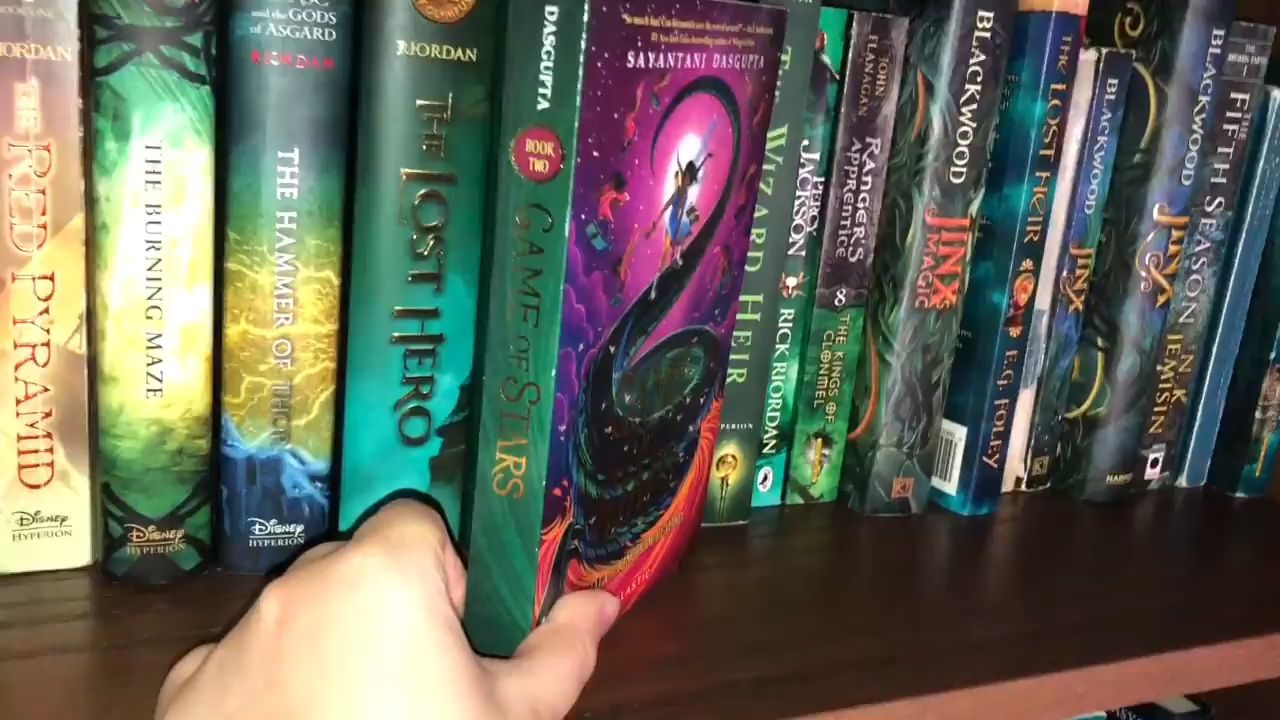 RIORDAN
THE RED PYRAMID
DISNEY
HYPERION
THE BURNING MAZE
DISNEY
HYPERION
and the GODS
of ASGARD
RIORDAN
THE HAMMER OF THOR
DISNEY
HYPERION
RIORDAN
THE LOST HERO
DASGUPTA
BOOK
TWO
GAME OF STARS
SAYANTANI DASGUPTA
THE WIZARD HEIR
HYPERION
PERCY
JACKSON
RICK RIORDAN
JOHN
FLANAGAN
RANGER'S
APPRENTICE
8
THE KINGS OF
CLONMEL
BLACKWOOD
JINX
MAGIC
THE LOST HEIR
E.G. FOLEY
BLACKWOOD
JINX
BLACKWOOD
JINX
HARPER
THE
FIFTH SEASON
N. K.
JEMISIN